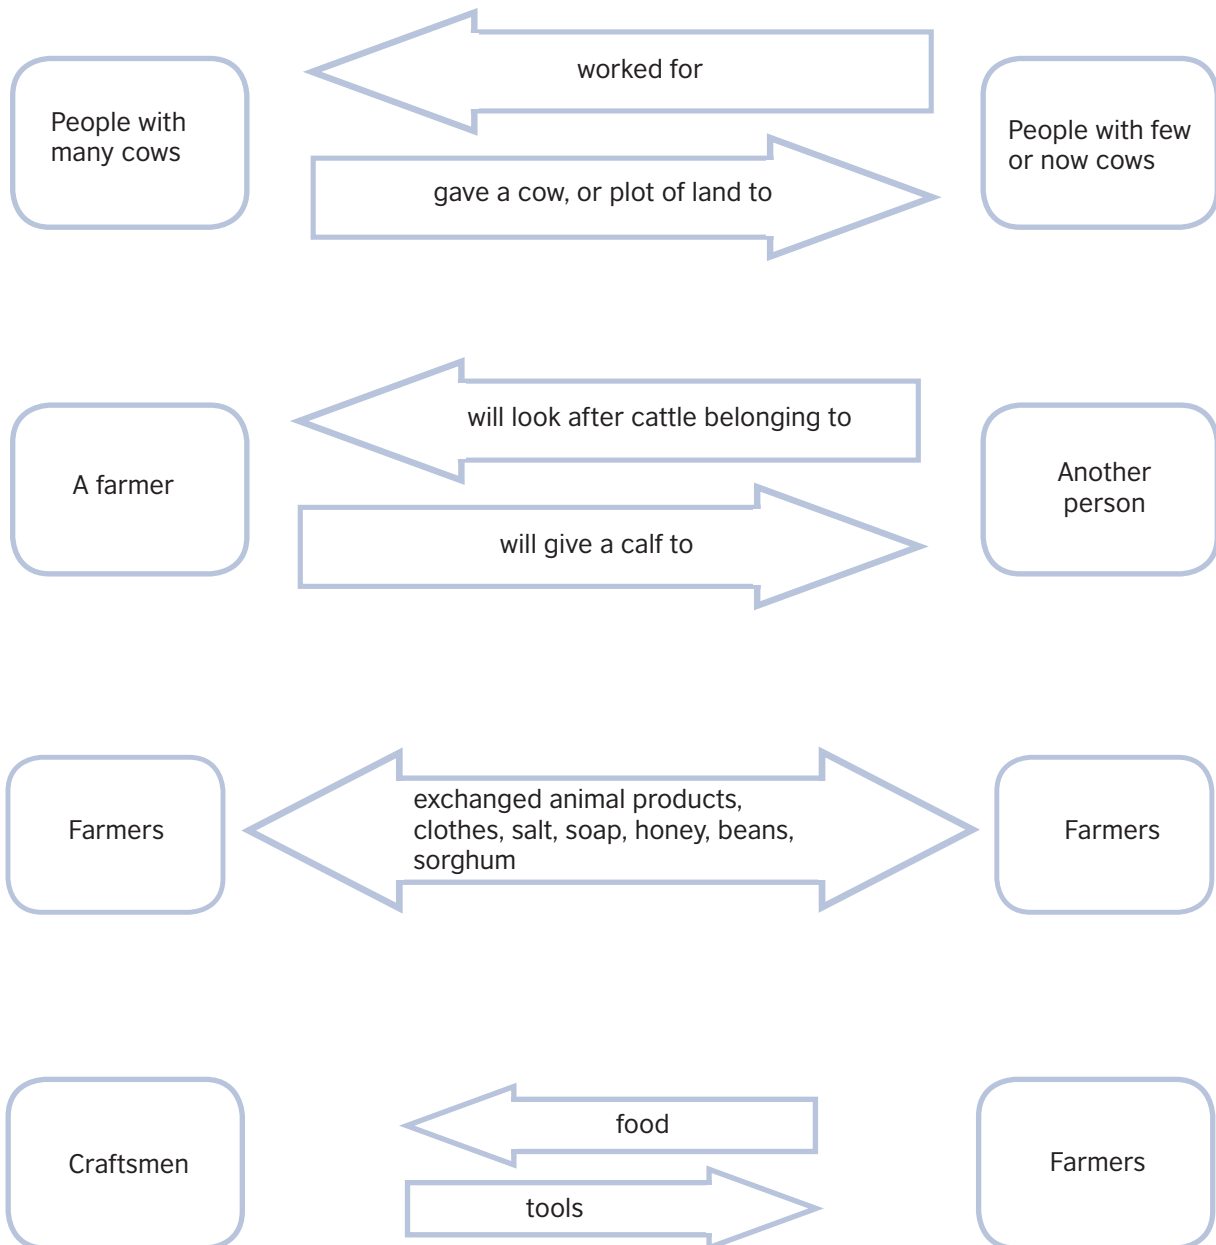 worked for
People with
many cows
People with few
or now cows
gave a cow, or plot of land to
will look after cattle belonging to
A farmer
Another
person
will give a calf to
exchanged animal products,
clothes, salt, soap, honey, beans,
sorghum
Farmers
Farmers
food
Craftsmen
Farmers
tools